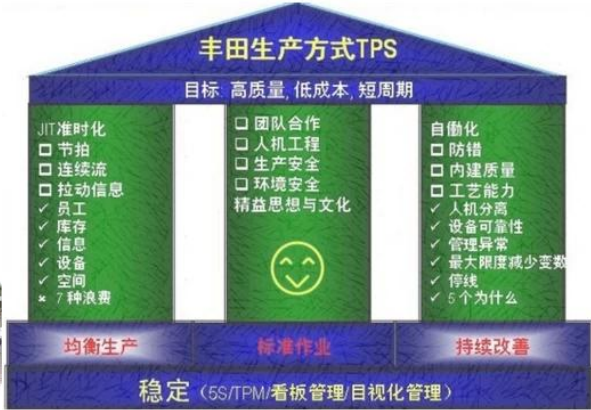 丰田生产方式TPS
目标: 高质量, 低成本, 短周期
JIT准时化
节拍
连续流
拉动信息
员工
库存
信息
设备
空间
7种浪费
团队合作
人机工程
生产安全
环境安全
精益思想与文化
自働化
防错
内建质量
工艺能力
人机分离
设备可靠性
管理异常
最大限度减少变数
停线
5个为什么
均衡生产
标准作业
持续改善
稳定（5S/TPM/看板管理/目视化管理）